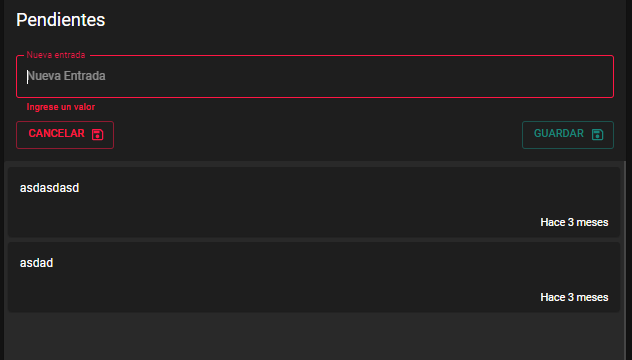 Pendientes
Nueva entrada
Nueva Entrada
Ingrese un valor
CANCELAR
GUARDAR
asdasdasd
Hace 3 meses
asdad
Hace 3 meses